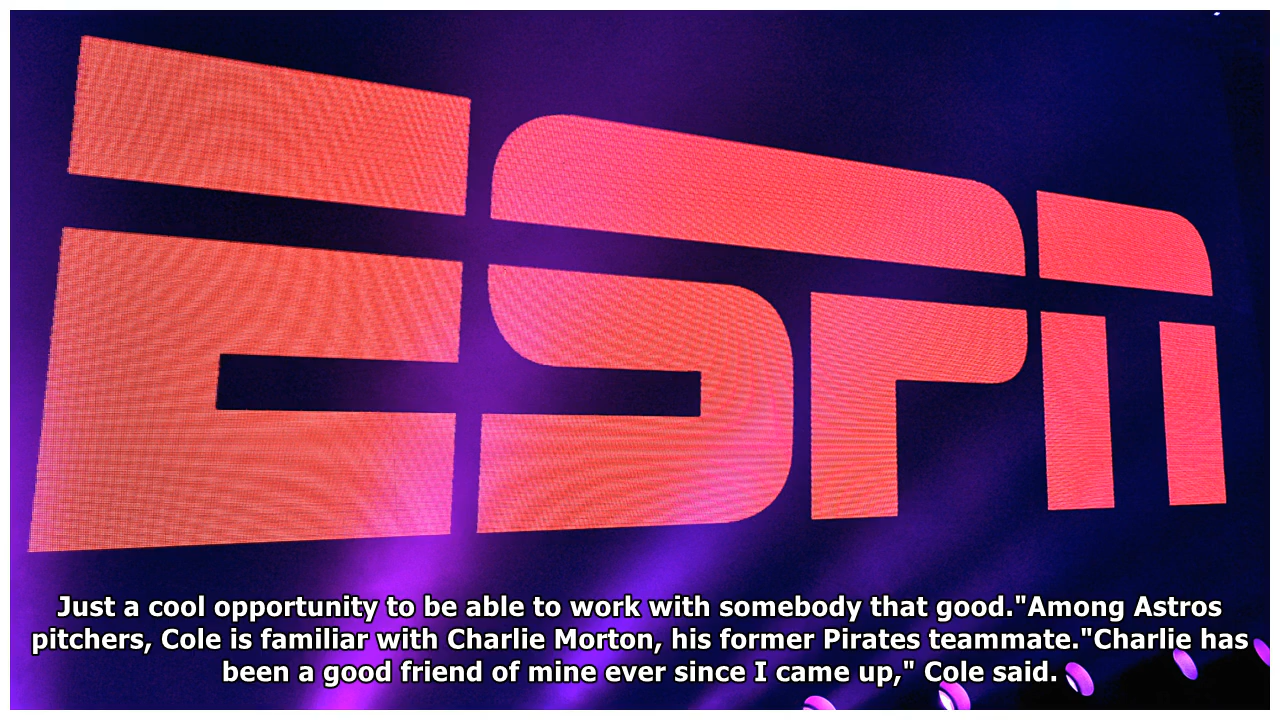 ESPN
Just a cool opportunity to be able to work with somebody that good."Among Astros
pitchers, Cole is familiar with Charlie Morton, his former Pirates teammate."Charlie has
been a good friend of mine ever since I came up," Cole said.